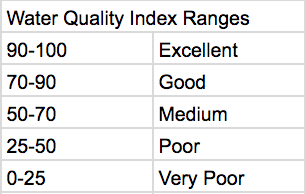 Water Quality Index Ranges
90-100 Excellent
70-90 Good
50-70 Medium
25-50 Poor
0-25 Very Poor